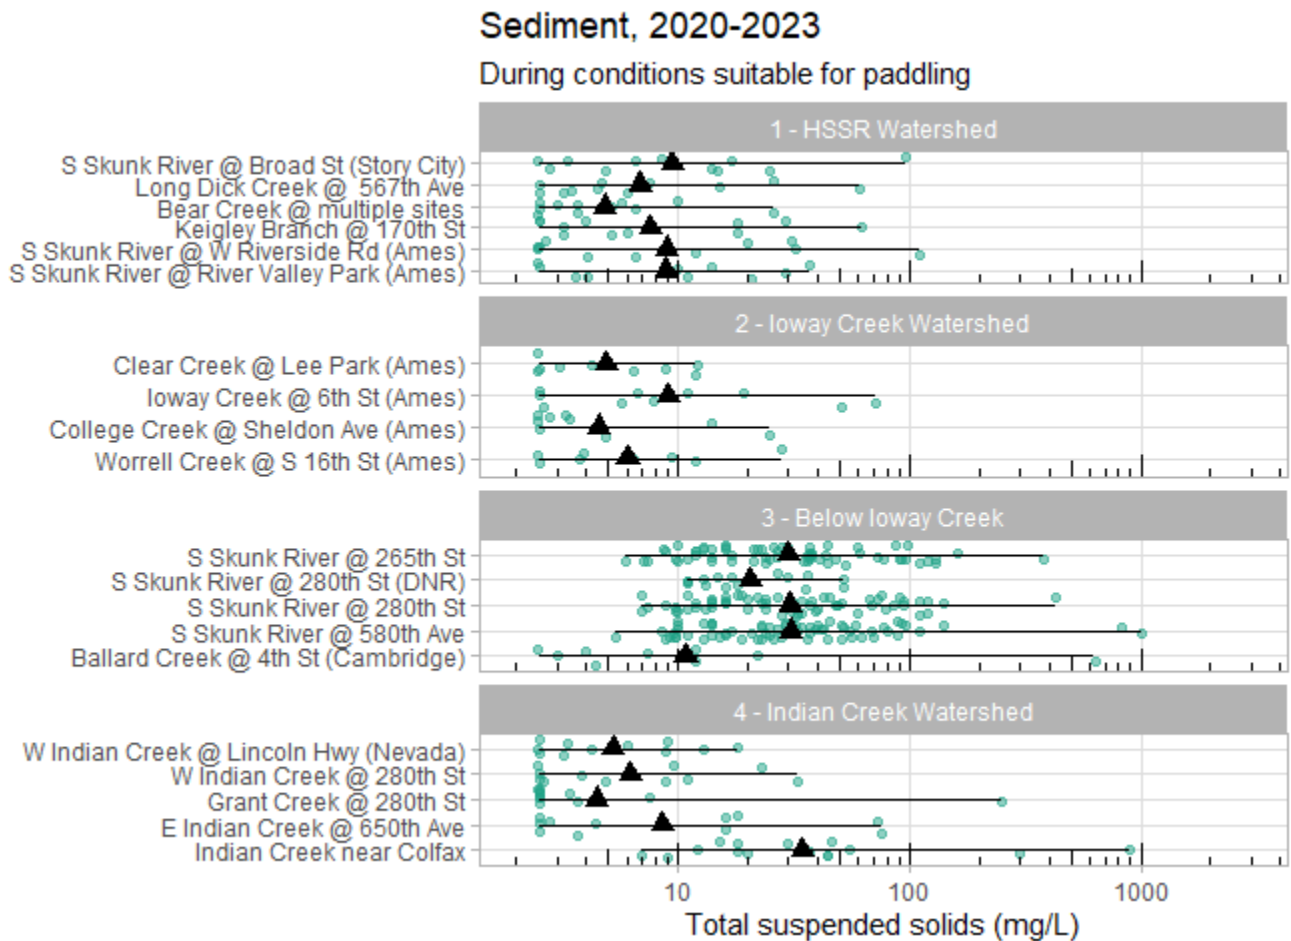 Sediment, 2020-2023
During conditions suitable for paddling
1 - HSSR Watershed
S Skunk River @ Broad St (Story City)
Long Dick Creek @ 567th Ave
Bear Creek @ multiple sites
Keigley Branch @ 170th St
S Skunk River @ W Riverside Rd (Ames)
S Skunk River @ River Valley Park (Ames)
2 - Ioway Creek Watershed
Clear Creek @ Lee Park (Ames)
Ioway Creek @ 6th St (Ames)
College Creek @ Sheldon Ave (Ames)
Worrell Creek @ S 16th St (Ames)
3 - Below Ioway Creek
S Skunk River @ 265th St
S Skunk River @ 280th St (DNR)
S Skunk River @ 280th St
S Skunk River @ 580th Ave
Ballard Creek @ 4th St (Cambridge)
4 - Indian Creek Watershed
W Indian Creek @ Lincoln Hwy (Nevada)
W Indian Creek @ 280th St
Grant Creek @ 280th St
E Indian Creek @ 650th Ave
Indian Creek near Colfax
10 100 1000
Total suspended solids (mg/L)